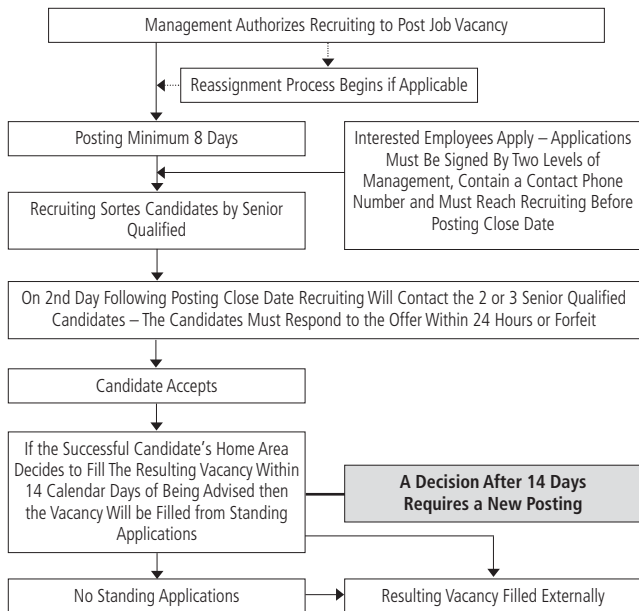 Management Authorizes Recruiting to Post Job Vacancy
Reassignment Process Begins if Applicable
Posting Minimum 8 Days
Interested Employees Apply – Applications
Must Be Signed By Two Levels of
Management, Contain a Contact Phone
Number and Must Reach Recruiting Before
Posting Close Date
Recruiting Sortes Candidates by Senior
Qualified
On 2nd Day Following Posting Close Date Recruiting Will Contact the 2 or 3 Senior Qualified
Candidates – The Candidates Must Respond to the Offer Within 24 Hours or Forfeit
Candidate Accepts
If the Successful Candidate's Home Area
Decides to Fill The Resulting Vacancy Within
14 Calendar Days of Being Advised then
the Vacancy Will be Filled from Standing
Applications
A Decision After 14 Days
Requires a New Posting
No Standing Applications
Resulting Vacancy Filled Externally